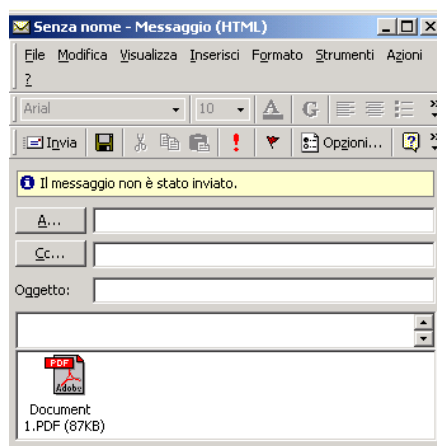 Senza nome - Messaggio (HTML)
File Modifica Visualizza Inserisci Formato Strumenti Azioni
?
Arial 10 A G
Invia Opzioni...
Il messaggio non è stato inviato.
A...
Cc...
Oggetto:
PDF
Adobe
Document
1.PDF (87KB)